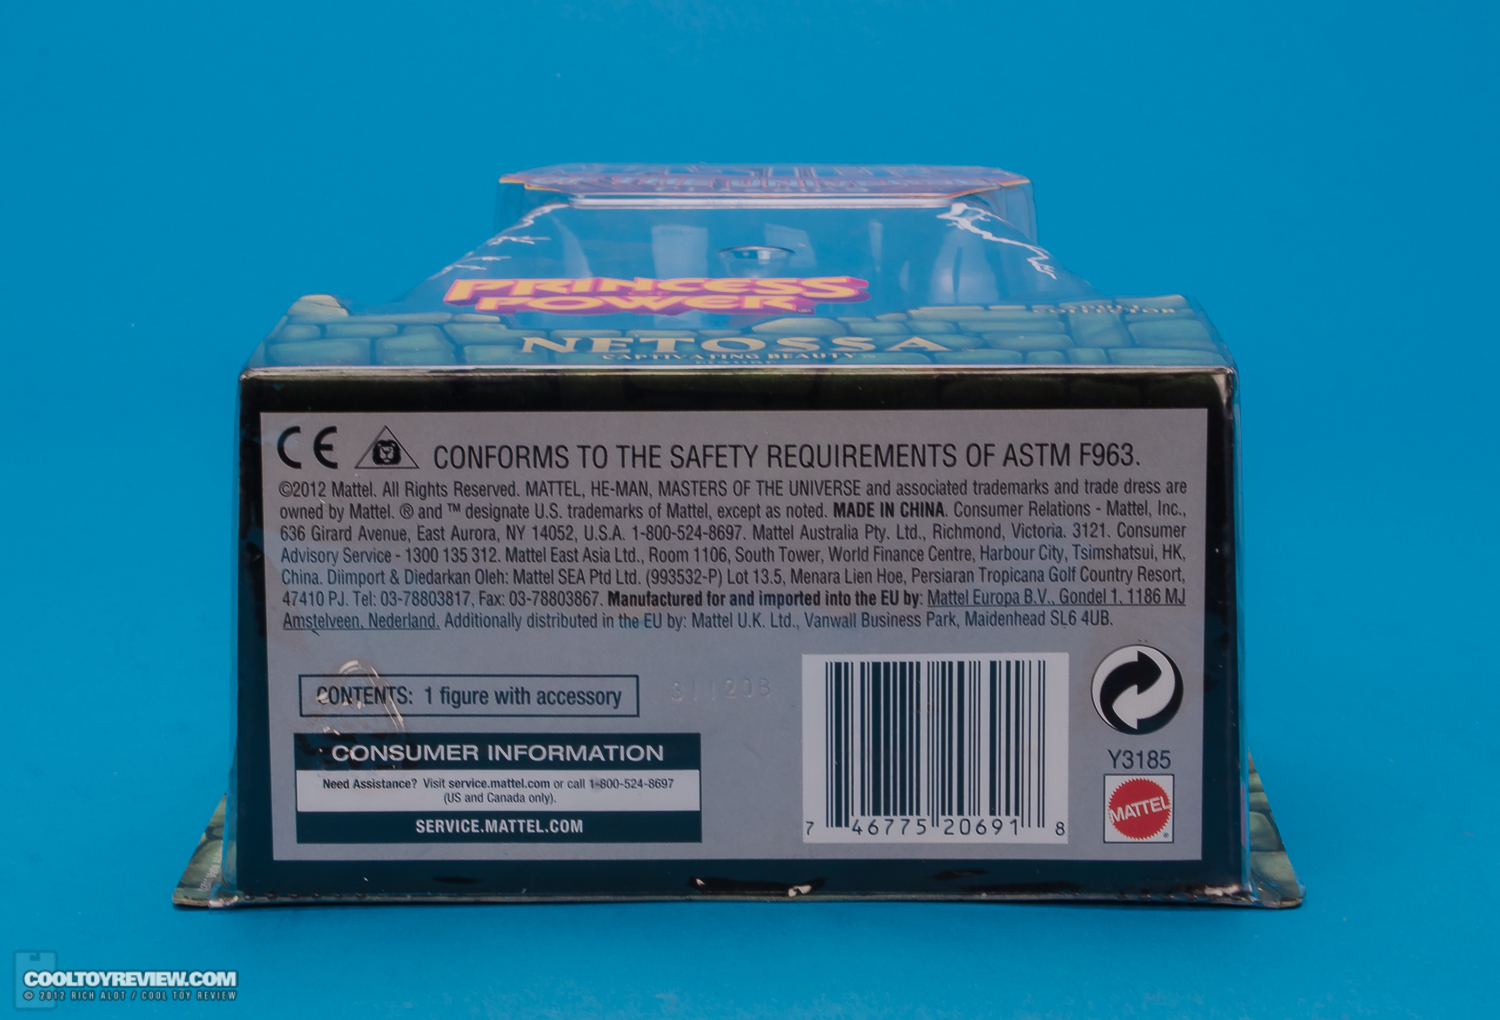 PRINCESS
OF
POWER
NETOSSA
CAPTIVATING BEAUTY
COLLECTOR
CE
CONFORMS TO THE SAFETY REQUIREMENTS OF ASTM F963.
©2012 Mattel. All Rights Reserved. MATTEL, HE-MAN, MASTERS OF THE UNIVERSE and associated trademarks and trade dress are
owned by Mattel. ® and ™ designate U.S. trademarks of Mattel, except as noted. MADE IN CHINA. Consumer Relations - Mattel, Inc.,
636 Girard Avenue, East Aurora, NY 14052, U.S.A. 1-800-524-8697. Mattel Australia Pty. Ltd., Richmond, Victoria. 3121. Consumer
Advisory Service - 1300 135 312. Mattel East Asia Ltd., Room 1106, South Tower, World Finance Centre, Harbour City, Tsimshatsui, HK,
China. Diimport & Diedarkan Oleh: Mattel SEA Ptd Ltd. (993532-P) Lot 13.5, Menara Lien Hoe, Persiaran Tropicana Golf Country Resort,
47410 PJ. Tel: 03-78803817, Fax: 03-78803867. Manufactured for and imported into the EU by: Mattel Europa B.V., Gondel 1, 1186 MJ
Amstelveen, Nederland. Additionally distributed in the EU by: Mattel U.K. Ltd., Vanwall Business Park, Maidenhead SL6 4UB.
CONTENTS: 1 figure with accessory
CONSUMER INFORMATION
Need Assistance? Visit service.mattel.com or call 1-800-524-8697
(US and Canada only).
SERVICE.MATTEL.COM
7 46775 20691 8
Y3185
MATTEL
®
COOLTOYREVIEW.COM
© 2012 RICH ALOT / COOL TOY REVIEW